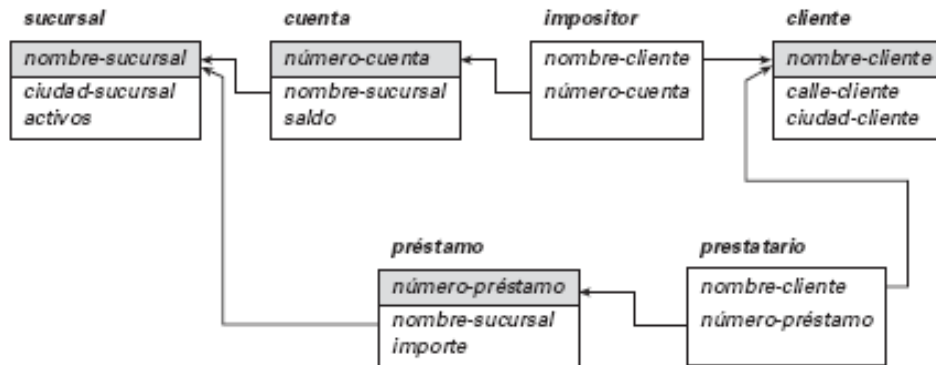 sucursal
nombre-sucursal
ciudad-sucursal
activos
cuenta
número-cuenta
nombre-sucursal
saldo
impositor
nombre-cliente
número-cuenta
cliente
nombre-cliente
calle-cliente
ciudad-cliente
préstamo
número-préstamo
nombre-sucursal
importe
prestatario
nombre-cliente
número-préstamo